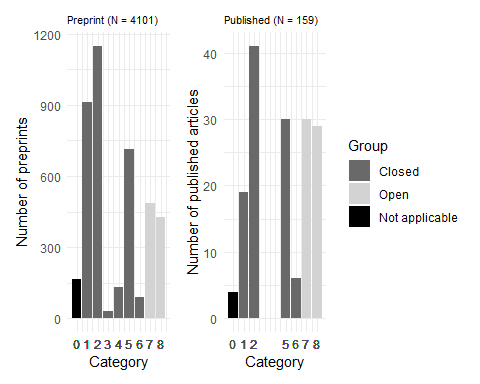 Preprint (N = 4101)
Number of preprints
1200
900
600
300
0
0 1 2 3 4 5 6 7 8
Category
Published (N = 159)
Number of published articles
40
30
20
10
0
0 1 2 5 6 7 8
Category
Group
Closed
Open
Not applicable